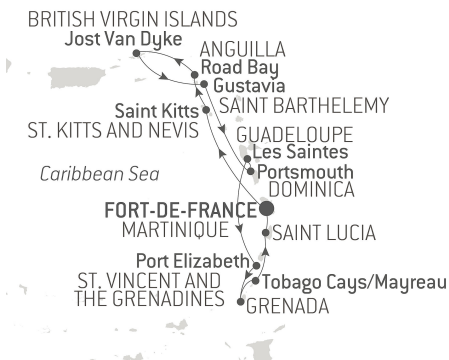 BRITISH VIRGIN ISLANDS
Jost Van Dyke
ANGUILLA
Road Bay
Gustavia
SAINT BARTHELEMY
Saint Kitts
ST. KITTS AND NEVIS
GUADELOUPE
Les Saintes
Caribbean Sea
Portsmouth
DOMINICA
FORT-DE-FRANCE
MARTINIQUE
SAINT LUCIA
Port Elizabeth
ST. VINCENT AND
THE GRENADINES
Tobago Cays/Mayreau
GRENADA